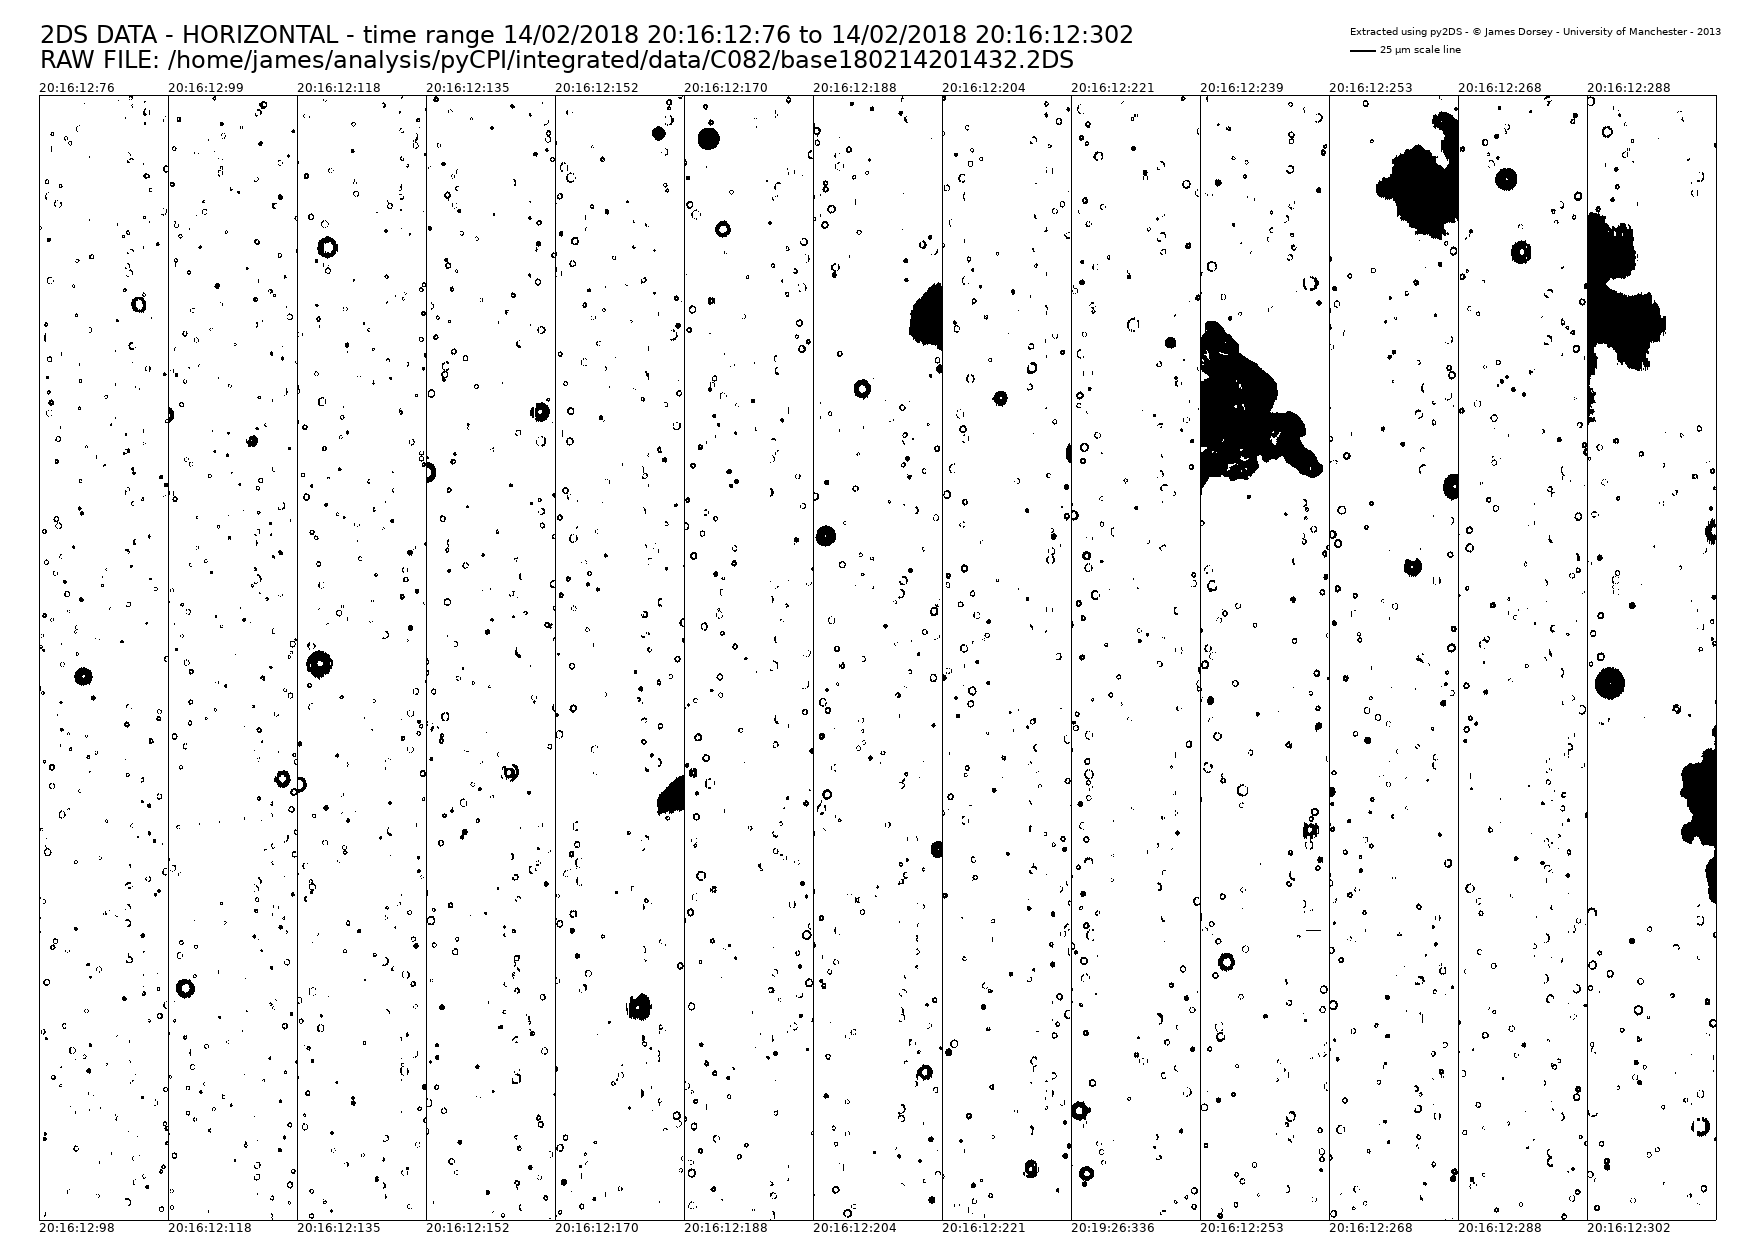 2DS DATA - HORIZONTAL - time range 14/02/2018 20:16:12:76 to 14/02/2018 20:16:12:302
RAW FILE: /home/james/analysis/pyCPI/integrated/data/C082/base180214201432.2DS
Extracted using py2DS - © James Dorsey - University of Manchester - 2013
25 µm scale line
20:16:12:76 20:16:12:99 20:16:12:118 20:16:12:135 20:16:12:152 20:16:12:170 20:16:12:188 20:16:12:204 20:16:12:221 20:16:12:239 20:16:12:253 20:16:12:268 20:16:12:288
20:16:12:98 20:16:12:118 20:16:12:135 20:16:12:152 20:16:12:170 20:16:12:188 20:16:12:204 20:16:12:221 20:19:26:336 20:16:12:253 20:16:12:268 20:16:12:288 20:16:12:302